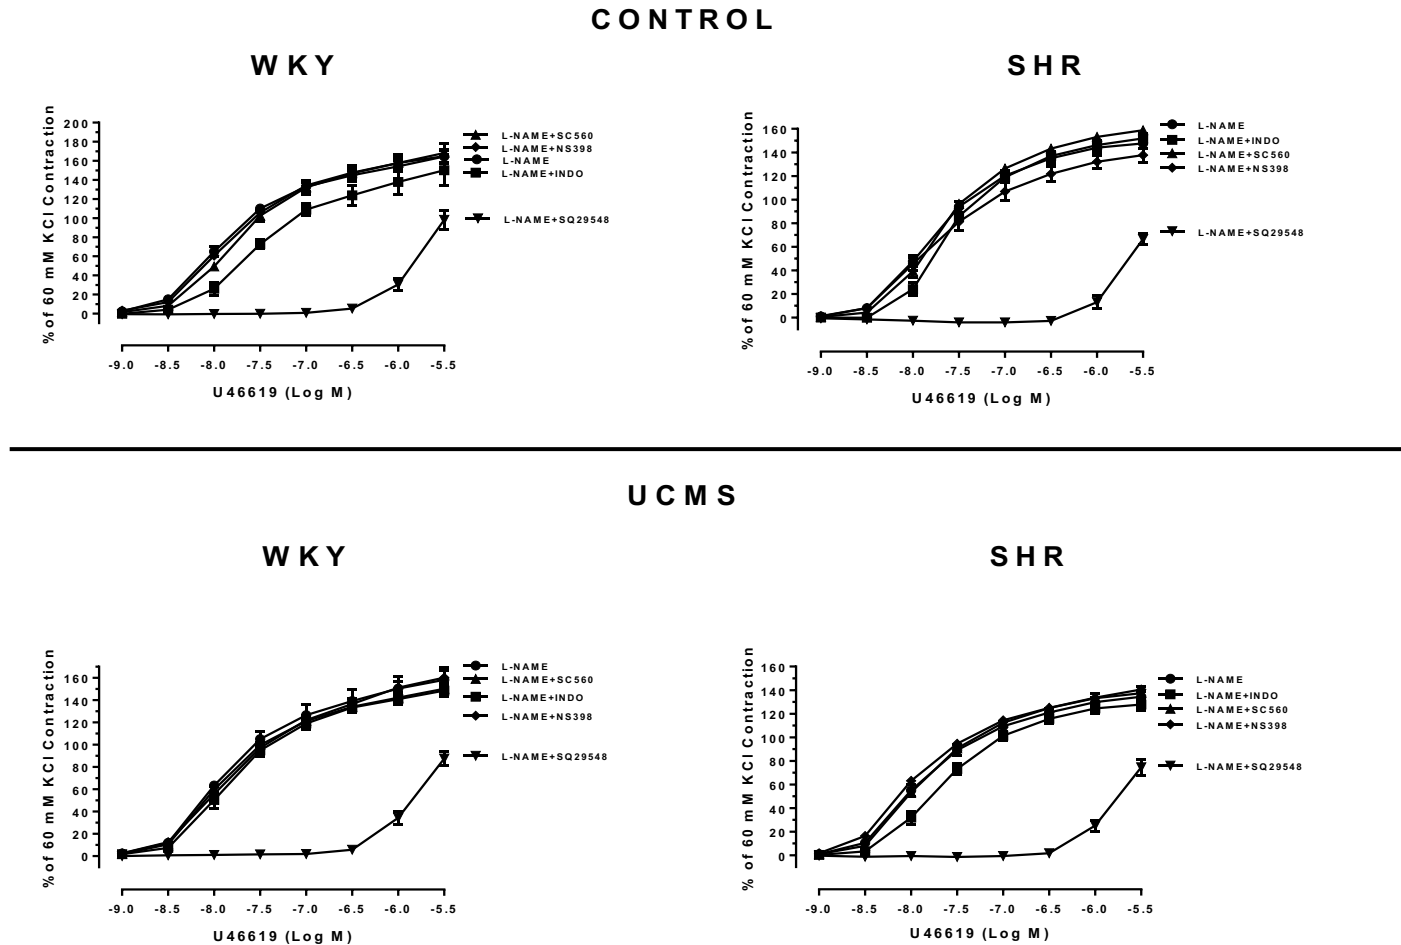 CONTROL
WKY
SHR
% of 60 mM KCl Contraction
200
180
160
140
120
100
80
60
40
20
0
-9.0 -8.5 -8.0 -7.5 -7.0 -6.5 -6.0 -5.5
U46619 (Log M)
L-NAME+SC560
L-NAME+NS398
L-NAME
L-NAME+INDO
L-NAME+SQ29548
% of 60 mM KCl Contraction
160
140
120
100
80
60
40
20
0
-9.0 -8.5 -8.0 -7.5 -7.0 -6.5 -6.0 -5.5
U46619 (Log M)
L-NAME
L-NAME+INDO
L-NAME+SC560
L-NAME+NS398
L-NAME+SQ29548
UCMS
WKY
SHR
% of 60 mM KCl Contraction
160
140
120
100
80
60
40
20
0
-9.0 -8.5 -8.0 -7.5 -7.0 -6.5 -6.0 -5.5
U46619 (Log M)
L-NAME
L-NAME+SC560
L-NAME+INDO
L-NAME+NS398
L-NAME+SQ29548
% of 60 mM KCl Contraction
160
140
120
100
80
60
40
20
0
-9.0 -8.5 -8.0 -7.5 -7.0 -6.5 -6.0 -5.5
U46619 (Log M)
L-NAME
L-NAME+INDO
L-NAME+SC560
L-NAME+NS398
L-NAME+SQ29548